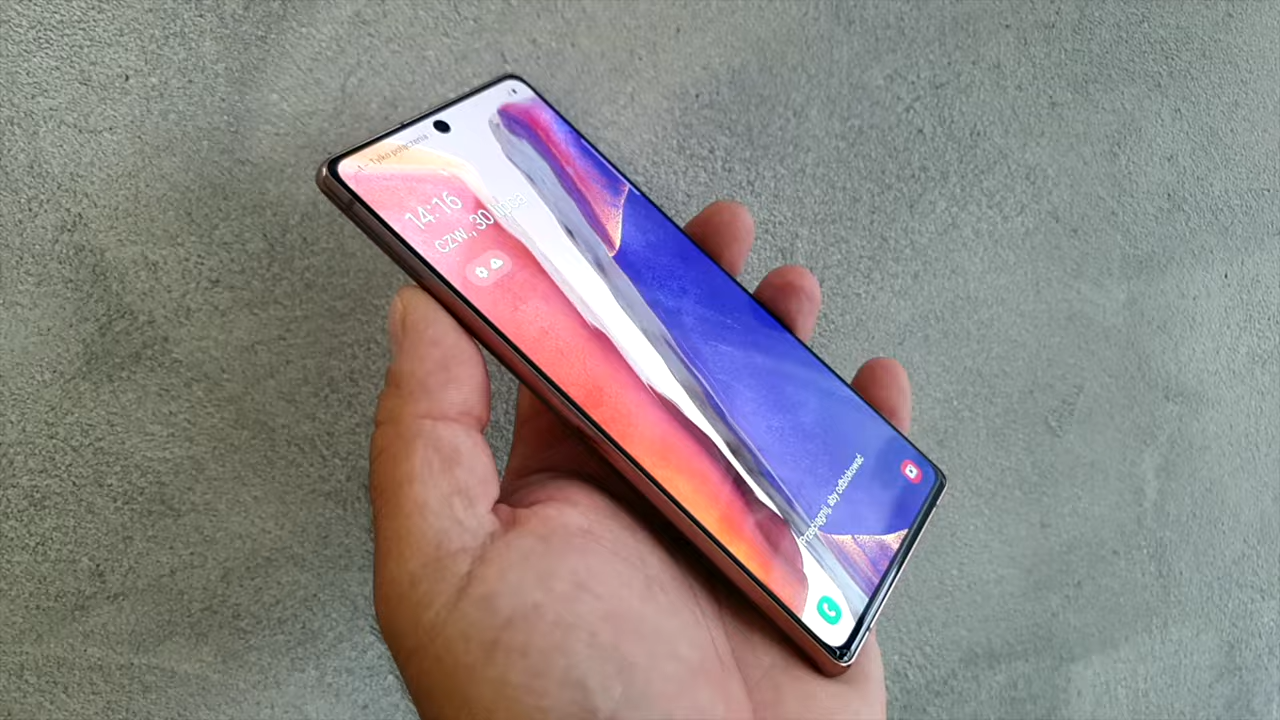 Tylko połączenia
14:16
czw., 30 lipca
Przeciągnij, aby odblokować